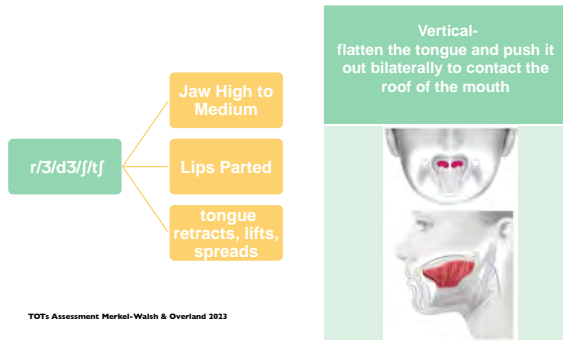 r/ʒ/dʒ/ʃ/tʃ
Jaw High to
Medium
Lips Parted
tongue
retracts, lifts,
spreads
TOTs Assessment Merkel-Walsh & Overland 2023
Vertical-
flatten the tongue and push it
out bilaterally to contact the
roof of the mouth